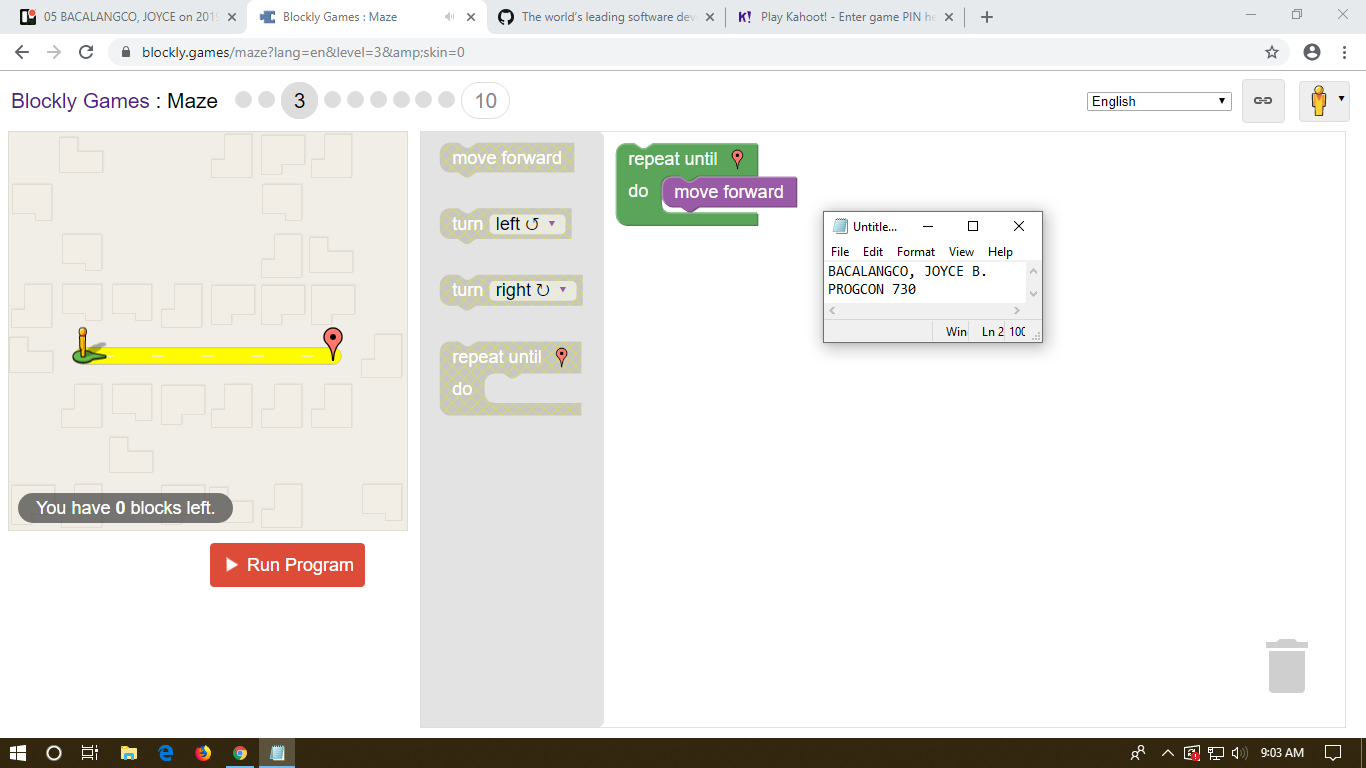 05 BACALANGCO, JOYCE on 2019
Blockly Games : Maze
The world's leading software dev
Play Kahoot! - Enter game PIN he
blockly.games/maze?lang=en&level=3&amp;skin=0
Blockly Games : Maze
3
10
English
move forward
turn left
turn right
repeat until
do
repeat until
do move forward
Untitle...
File Edit Format View Help
BACALANGCO, JOYCE B.
PROGCON 730
Win Ln 2 100
You have 0 blocks left.
Run Program
9:03 AM